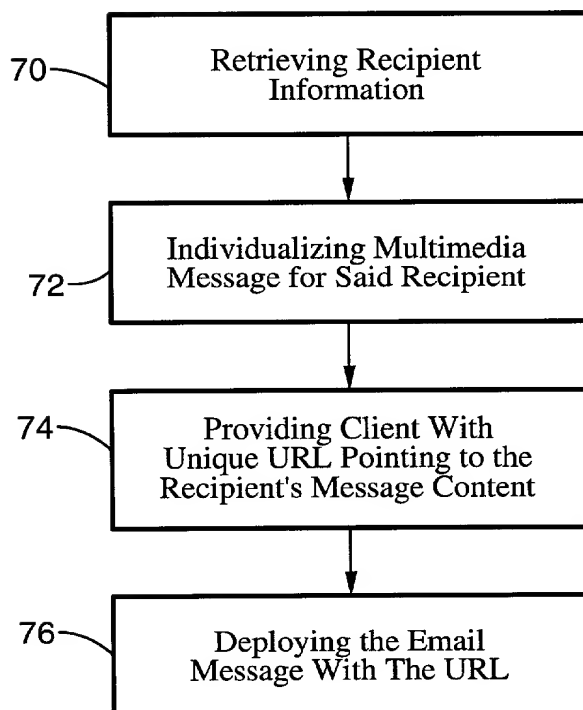 70
Retrieving Recipient
Information
72
Individualizing Multimedia
Message for Said Recipient
74
Providing Client With
Unique URL Pointing to the
Recipient's Message Content
76
Deploying the Email
Message With The URL